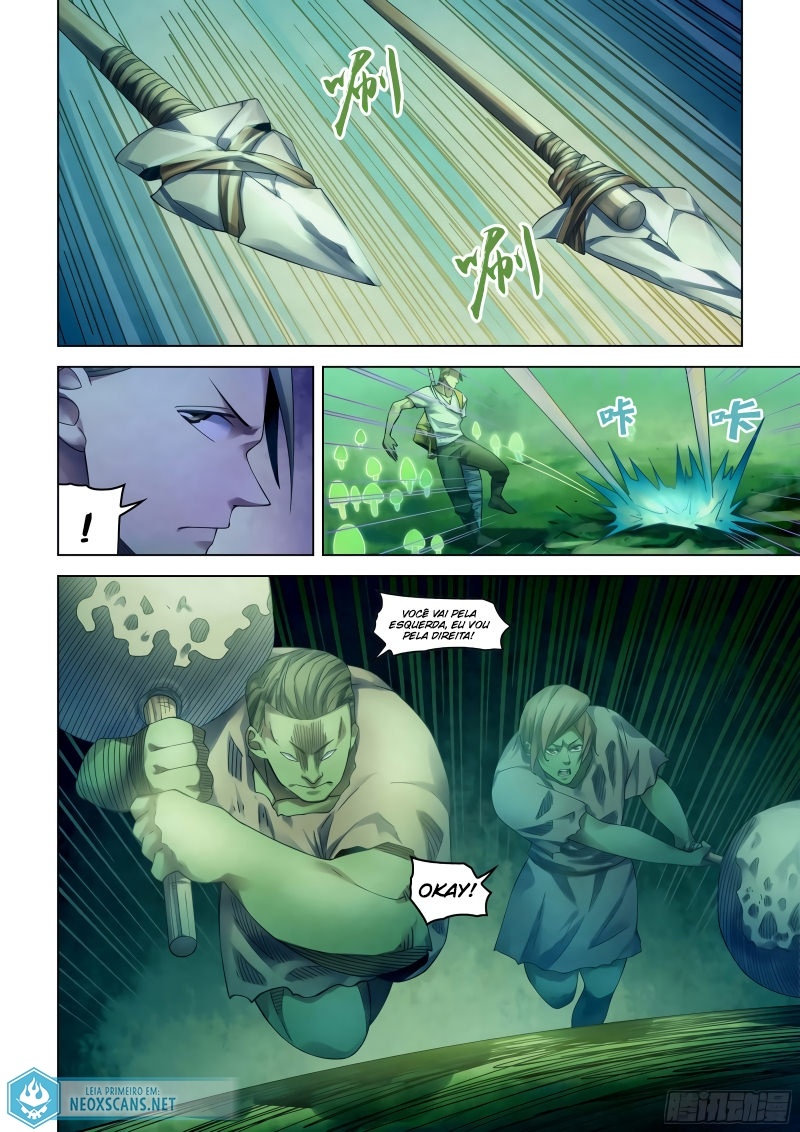 唰
唰
!
咔 咔
VOCÊ VAI PELA
ESQUERDA, EU VOU
PELA DIREITA!
OKAY!
LEIA PRIMEIRO EM:
NEOXSCANS.NET
腾讯动漫